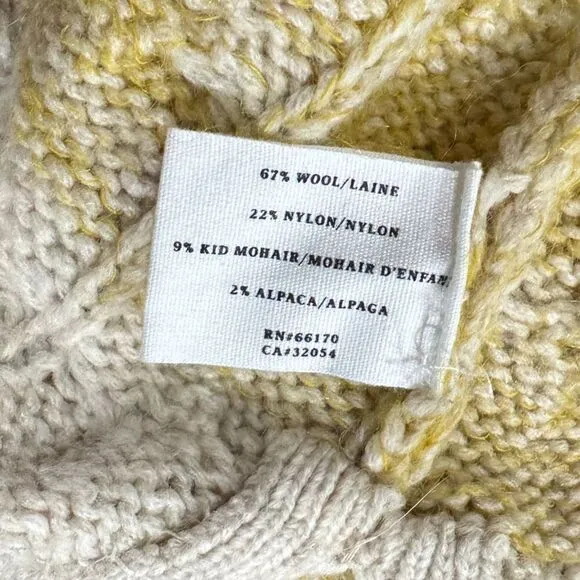 67% WOOL/LAINE
22% NYLON/NYLON
9% KID MOHAIR/MOHAIR D'ENFAN
2% ALPACA/ALPAGA
RN#66170
CA#32054